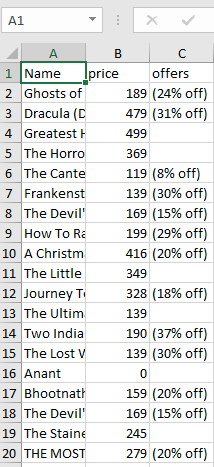 A1
A B C
1 Name price offers
2 Ghosts of 189 (24% off)
3 Dracula (D 479 (31% off)
4 Greatest H 499
5 The Horro 369
6 The Cante 119 (8% off)
7 Frankenst 139 (30% off)
8 The Devil' 169 (15% off)
9 How To Ra 199 (29% off)
10 A Christm 416 (20% off)
11 The Little 349
12 Journey To 328 (18% off)
13 The Ultim 139
14 Two India 190 (37% off)
15 The Lost W 139 (30% off)
16 Anant 0
17 Bhootnath 159 (20% off)
18 The Devil' 169 (15% off)
19 The Staine 245
20 THE MOST 279 (20% off)